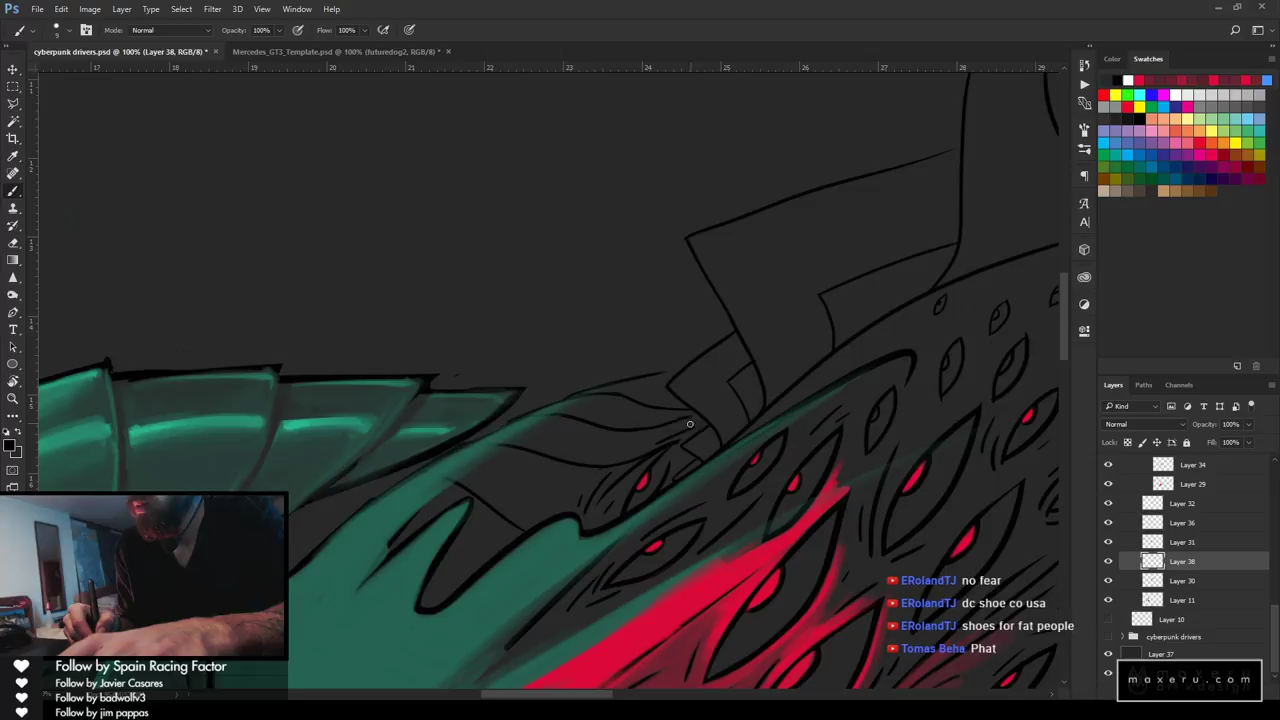 Ps File Edit Image Layer Type Select Filter 3D View Window Help
9 Mode: Normal Opacity: 100% Flow: 100%
cyberpunk drivers.psd @ 100% (Layer 38, RGB/8) * × Mercedes_GT3_Template.psd @ 100% (futuredog2, RGB/8) * ×
17 18 19 20 21 22 23 24 25 26 27 28 29
Color Swatches
Layers Paths Channels
Kind
Normal Opacity: 100%
Lock: Fill: 100%
Layer 34
Layer 29
Layer 32
Layer 36
Layer 31
Layer 38
Layer 30
Layer 11
Layer 10
cyberpunk drivers
Layer 37
maxeru.com
ERolandTJ no fear
ERolandTJ dc shoe co usa
ERolandTJ shoes for fat people
Tomas Beha Phat
Follow by Spain Racing Factor
Follow by Javier Casares
Follow by badwolfv3
Follow by jim pappas